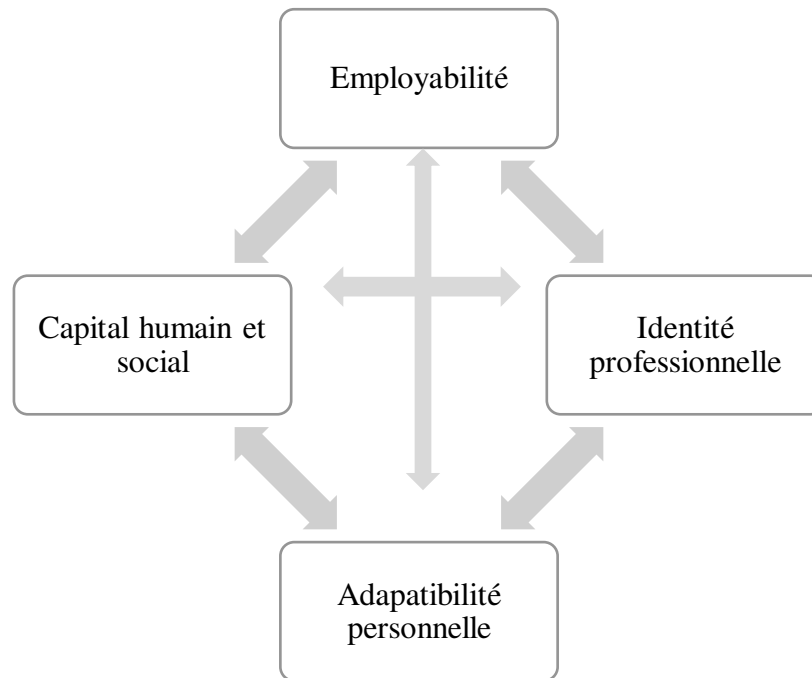 Employabilité
Capital humain et
social
Identité
professionnelle
Adapatibilité
personnelle